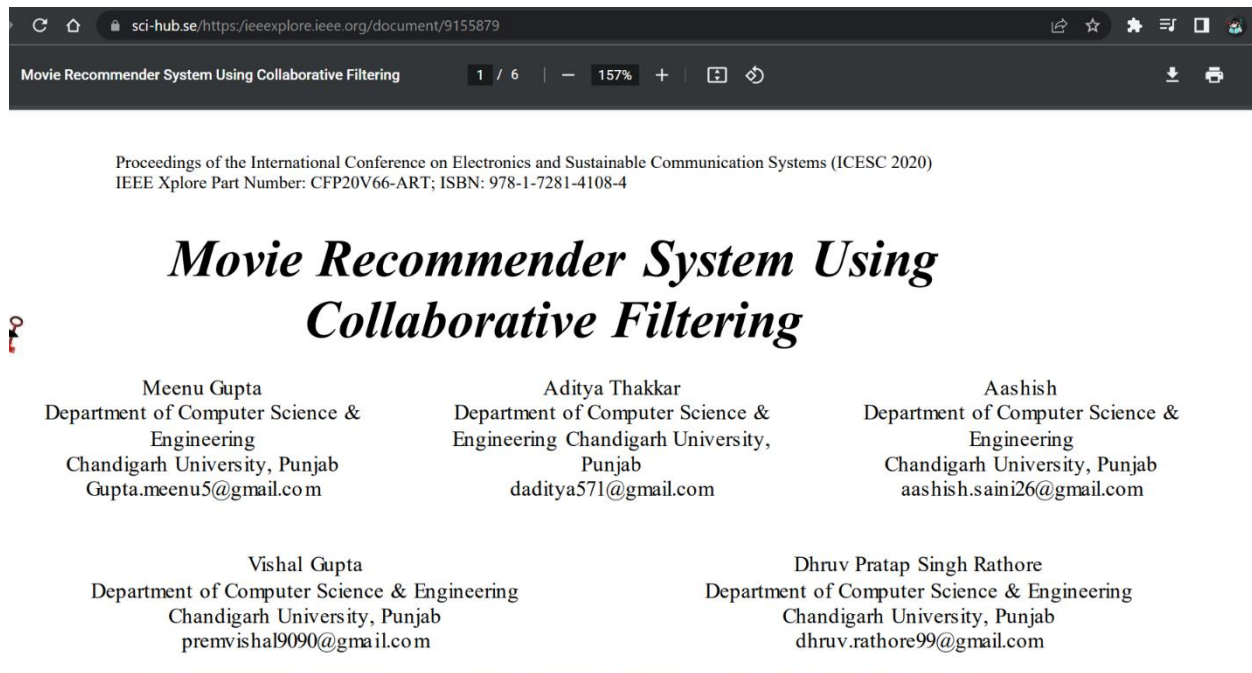 sci-hub.se/https:/ieeexplore.ieee.org/document/9155879
Movie Recommender System Using Collaborative Filtering 1 / 6 157%
Proceedings of the International Conference on Electronics and Sustainable Communication Systems (ICESC 2020)
IEEE Xplore Part Number: CFP20V66-ART; ISBN: 978-1-7281-4108-4
Movie Recommender System Using
Collaborative Filtering
Meenu Gupta
Department of Computer Science &
Engineering
Chandigarh University, Punjab
Gupta.meenu5@gmail.com
Aditya Thakkar
Department of Computer Science &
Engineering Chandigarh University,
Punjab
daditya571@gmail.com
Aashish
Department of Computer Science &
Engineering
Chandigarh University, Punjab
aashish.saini26@gmail.com
Vishal Gupta
Department of Computer Science & Engineering
Chandigarh University, Punjab
premvishal9090@gmail.com
Dhruv Pratap Singh Rathore
Department of Computer Science & Engineering
Chandigarh University, Punjab
dhruv.rathore99@gmail.com